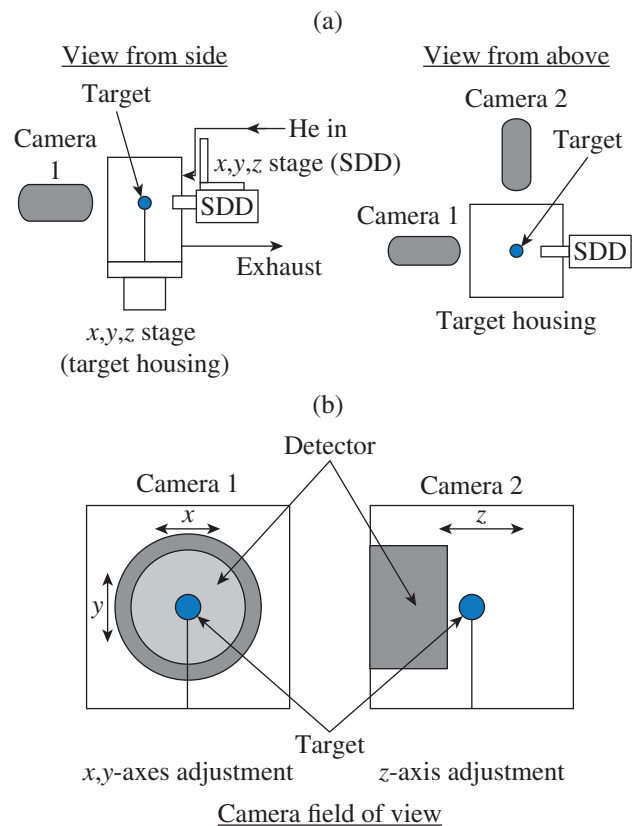 (a)
View from side
Target
Camera
1
He in
x,y,z stage (SDD)
SDD
Exhaust
x,y,z stage
(target housing)
View from above
Camera 2
Target
Camera 1
SDD
Target housing
(b)
Detector
Camera 1
x
y
Camera 2
z
Target
x,y-axes adjustment
z-axis adjustment
Camera field of view